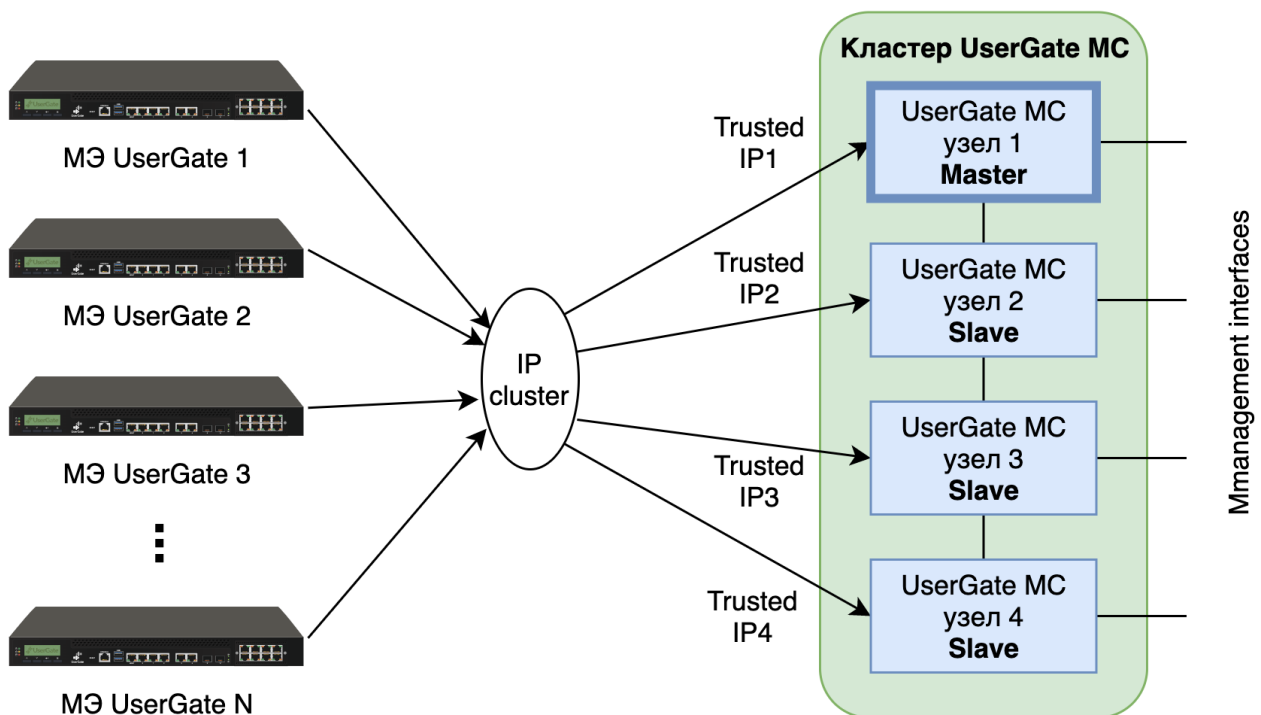 Кластер UserGate MC
UserGate MC
узел 1
Master
UserGate MC
узел 2
Slave
UserGate MC
узел 3
Slave
UserGate MC
узел 4
Slave
Trusted
IP1
Trusted
IP2
Trusted
IP3
Trusted
IP4
IP
cluster
МЭ UserGate 1
МЭ UserGate 2
МЭ UserGate 3
МЭ UserGate N
Mmanagement interfaces